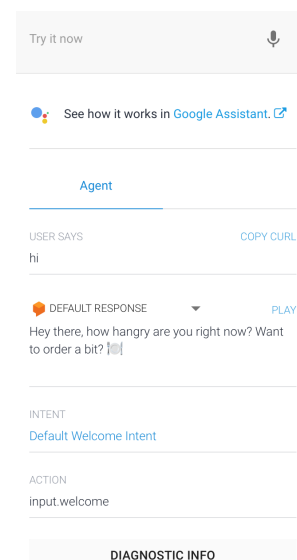 Try it now
See how it works in Google Assistant.
Agent
USER SAYS COPY CURL
hi
DEFAULT RESPONSE PLAY
Hey there, how hangry are you right now? Want
to order a bit? 🍽️
INTENT
Default Welcome Intent
ACTION
input.welcome
DIAGNOSTIC INFO